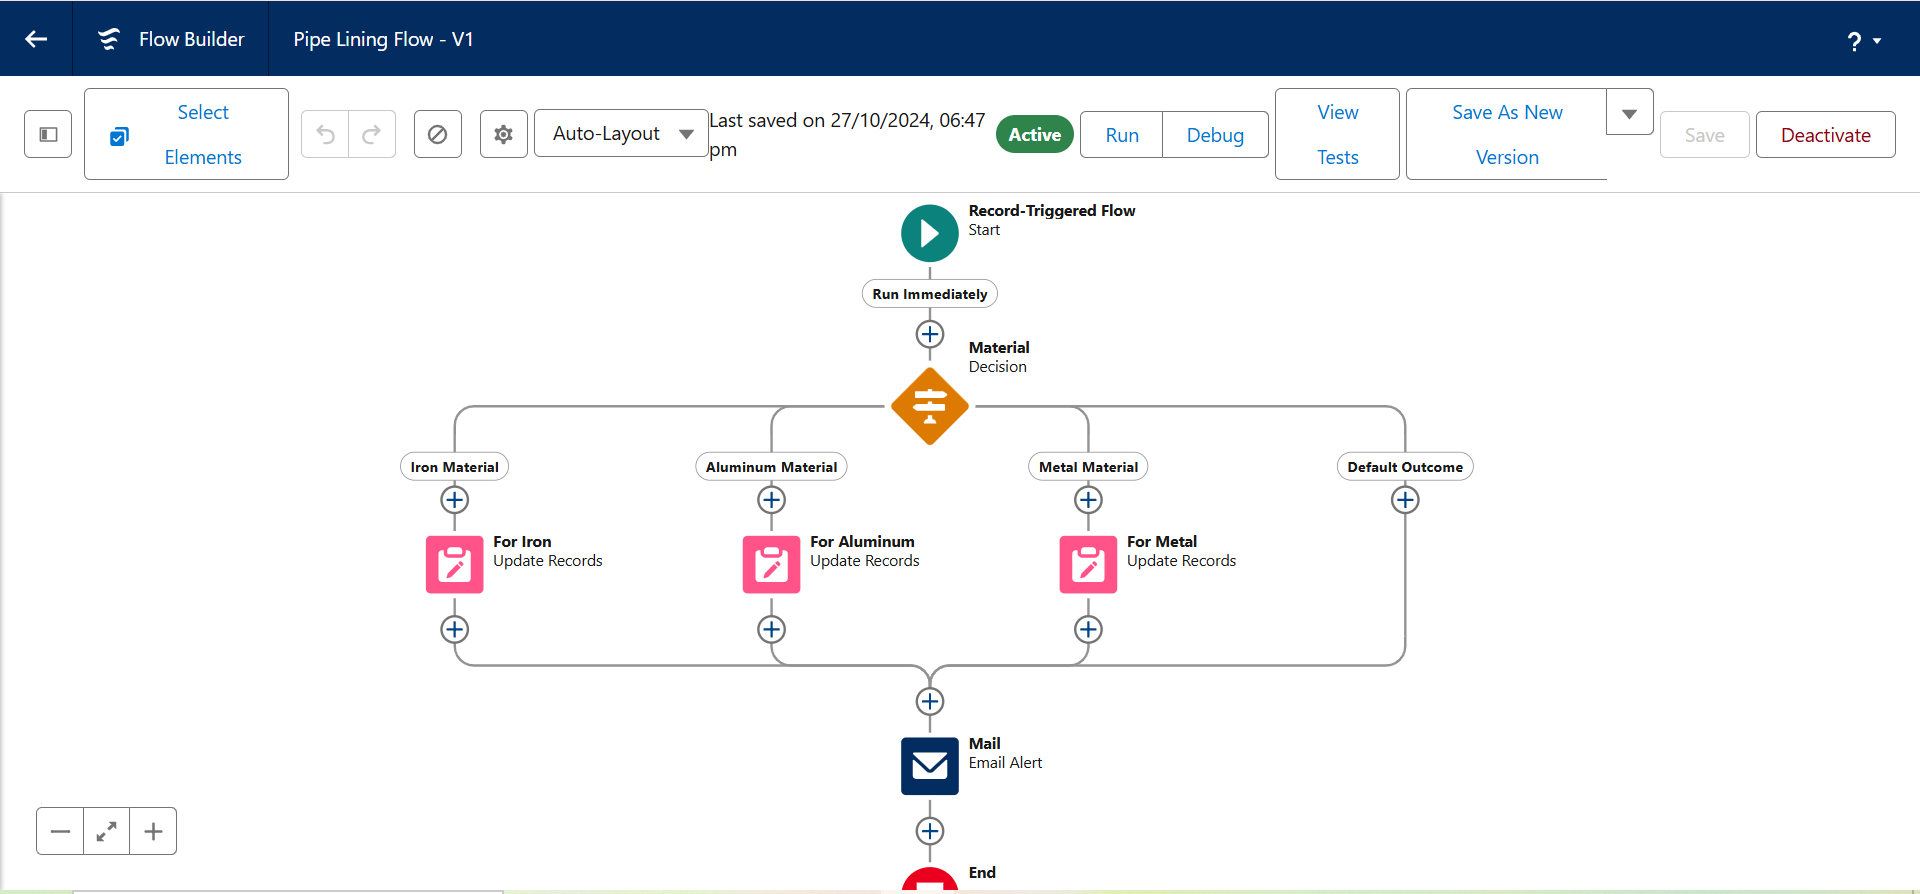 Flow Builder
Pipe Lining Flow - V1
?
Select
Elements
Auto-Layout
Last saved on 27/10/2024, 06:47
pm
Active
Run
Debug
View
Tests
Save As New
Version
Save
Deactivate
Record-Triggered Flow
Start
Run Immediately
Material
Decision
Iron Material
Aluminum Material
Metal Material
Default Outcome
For Iron
Update Records
For Aluminum
Update Records
For Metal
Update Records
Mail
Email Alert
End